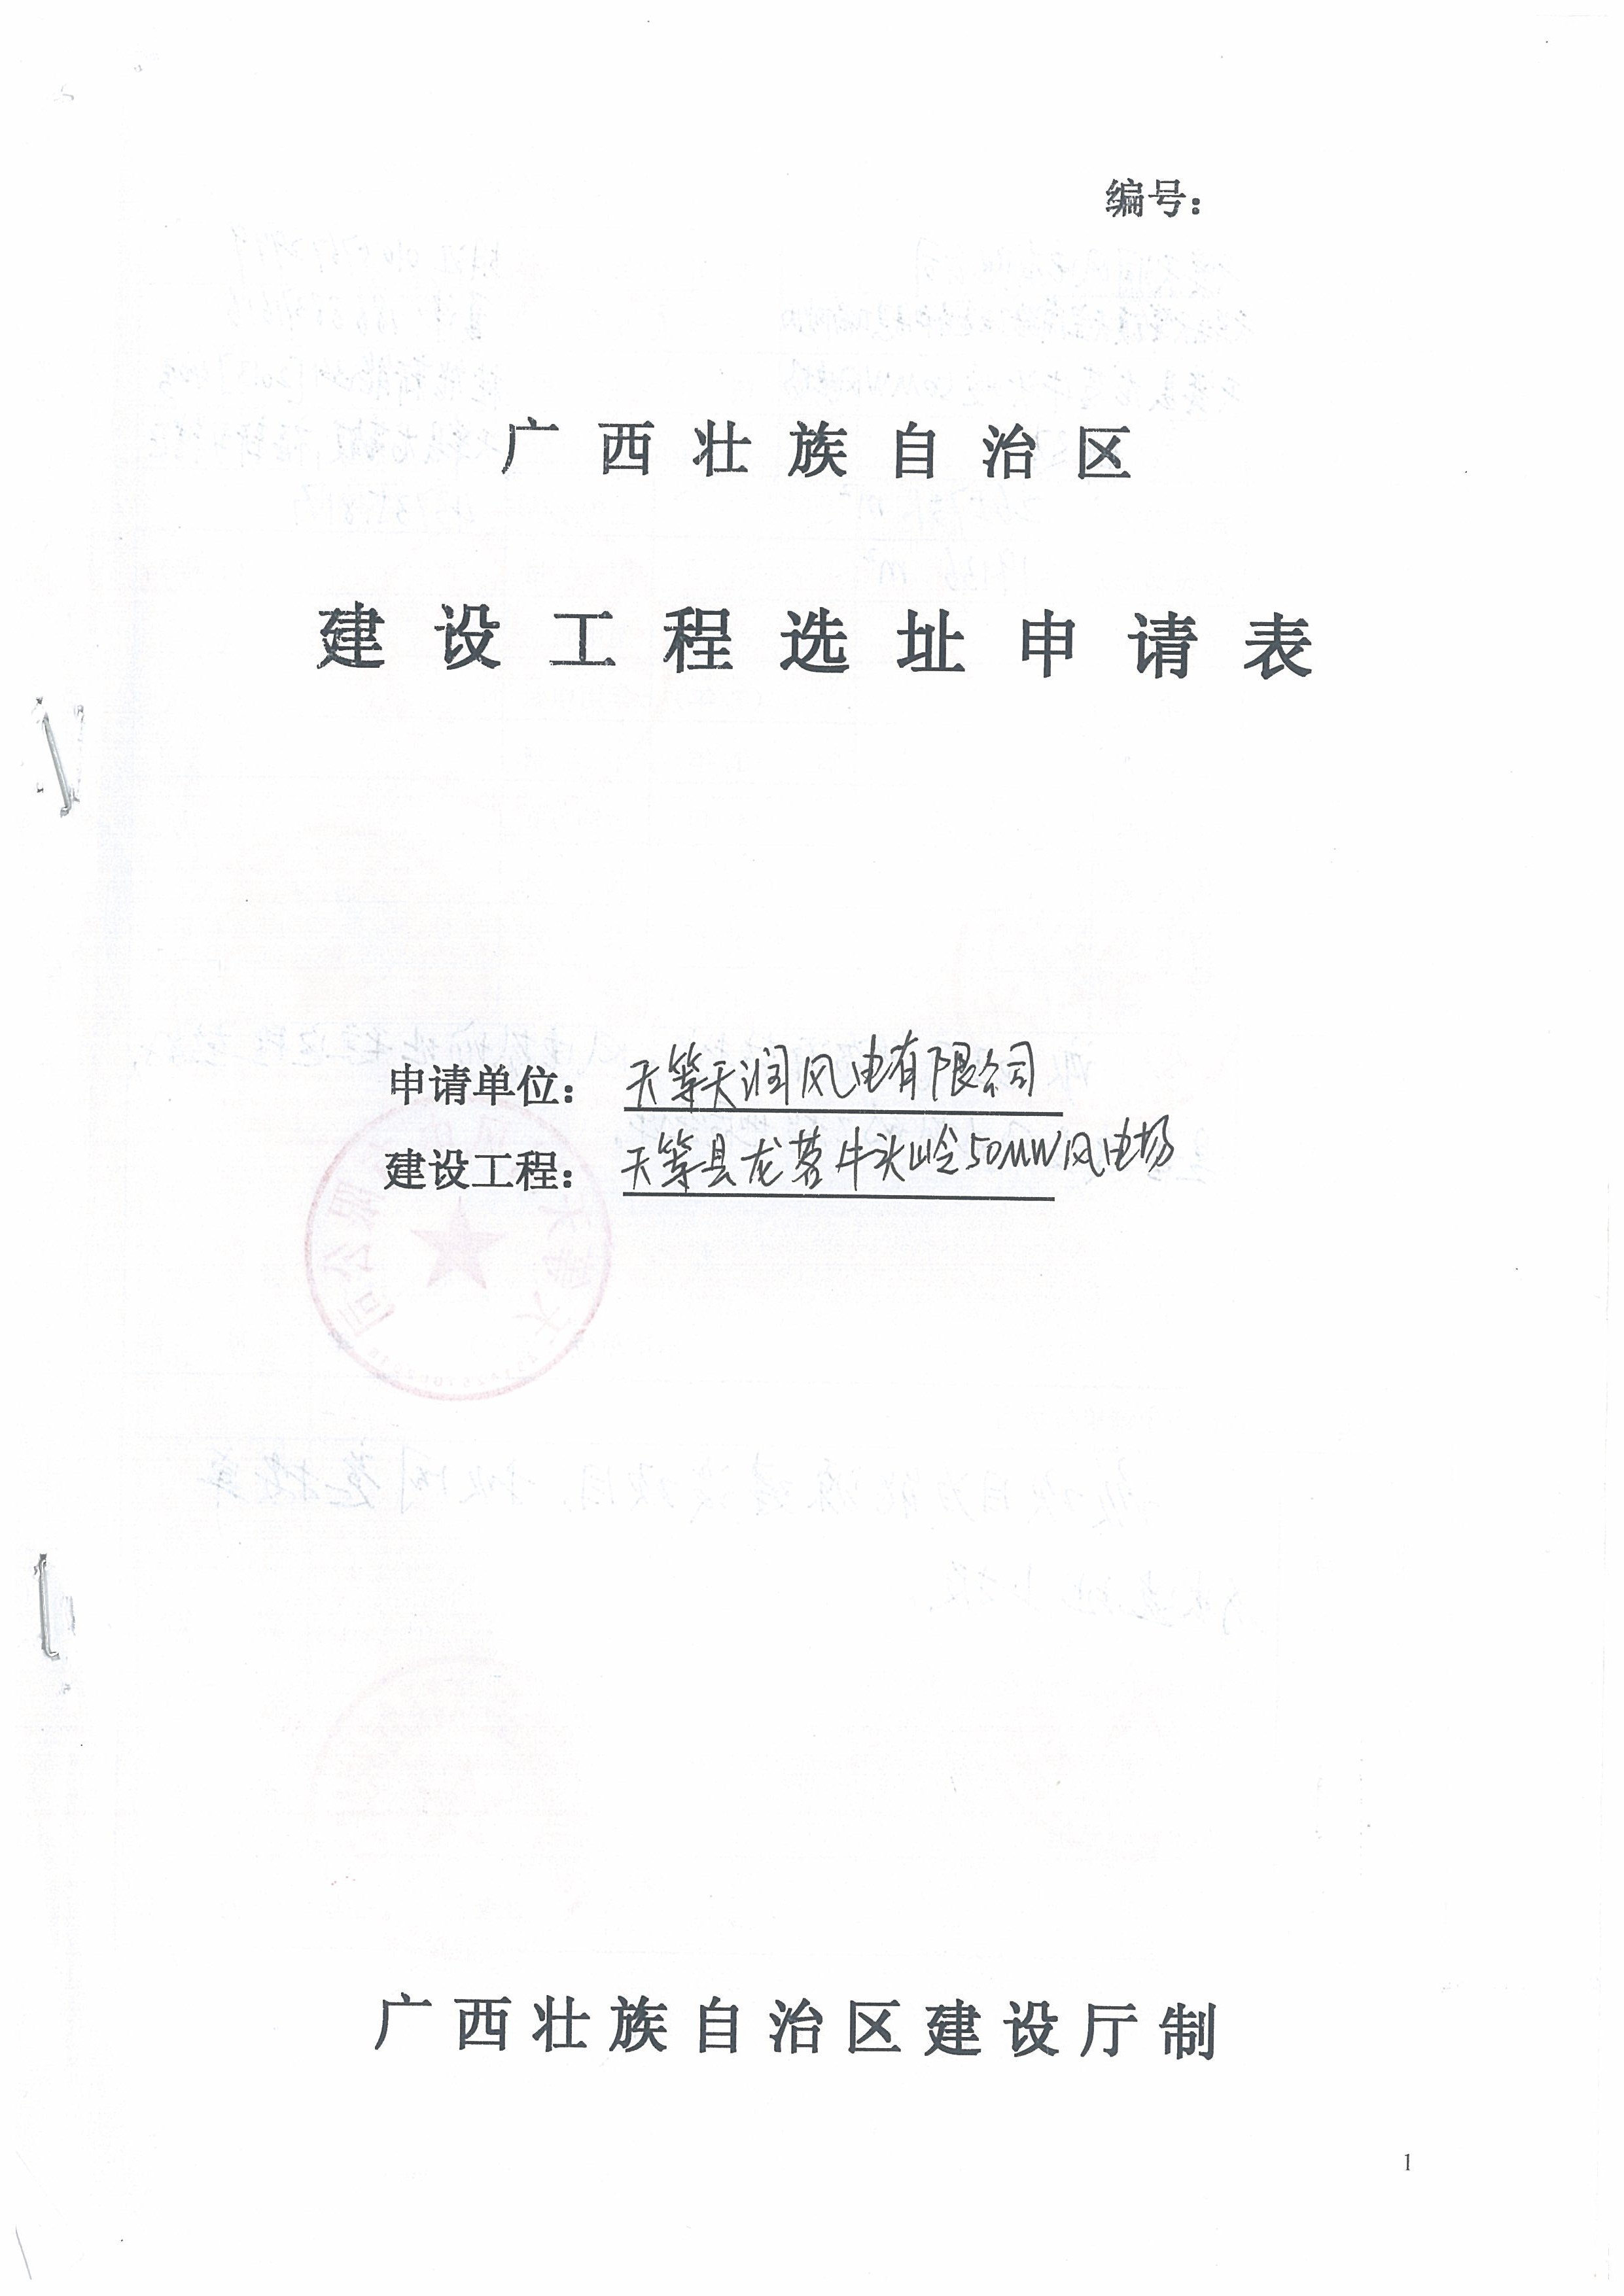 编号：
广西壮族自治区
建设工程选址申请表
申请单位： 天等天润风电有限公司
建设工程： 天等县龙茗牛头岭50MW风电场
广西壮族自治区建设厅制
1